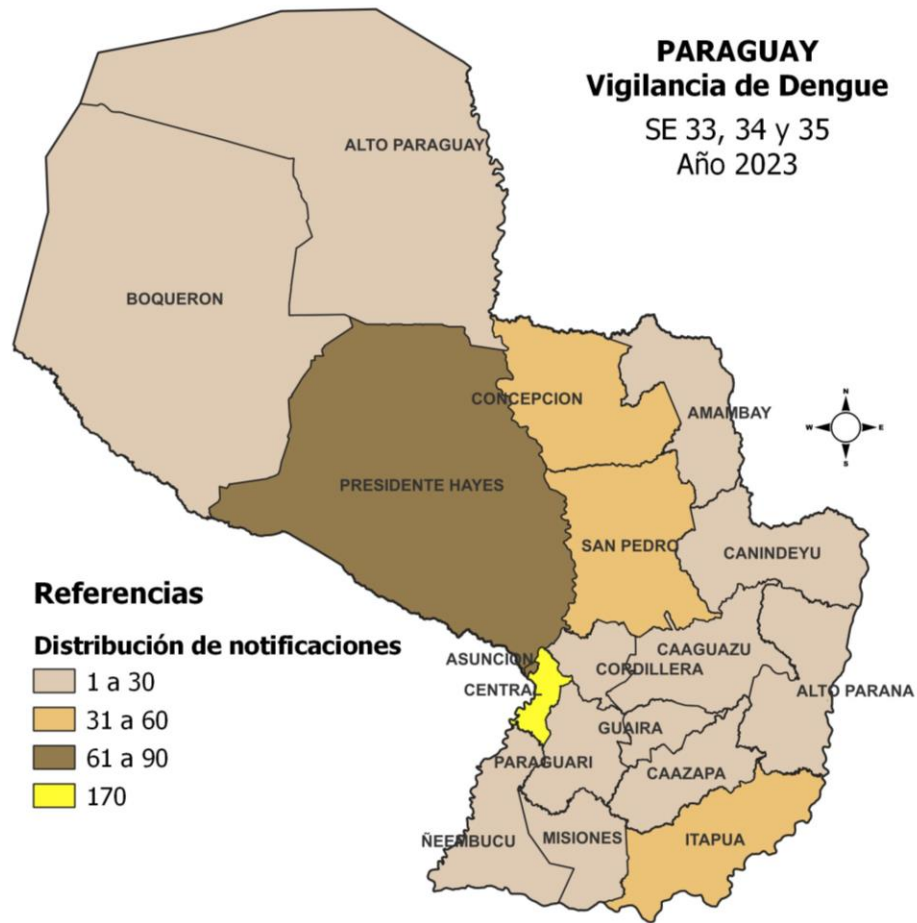 PARAGUAY
Vigilancia de Dengue
SE 33, 34 y 35
Año 2023
ALTO PARAGUAY
BOQUERON
CONCEPCION
AMAMBAY
N
W E
S
PRESIDENTE HAYES
SAN PEDRO
CANINDEYU
Referencias
Distribución de notificaciones
1 a 30
31 a 60
61 a 90
170
ASUNCION
CENTRAL
CORDILLERA
CAAGUAZU
ALTO PARANA
GUAIRA
PARAGUARI
CAAZAPA
ÑEEMBUCU
MISIONES
ITAPUA